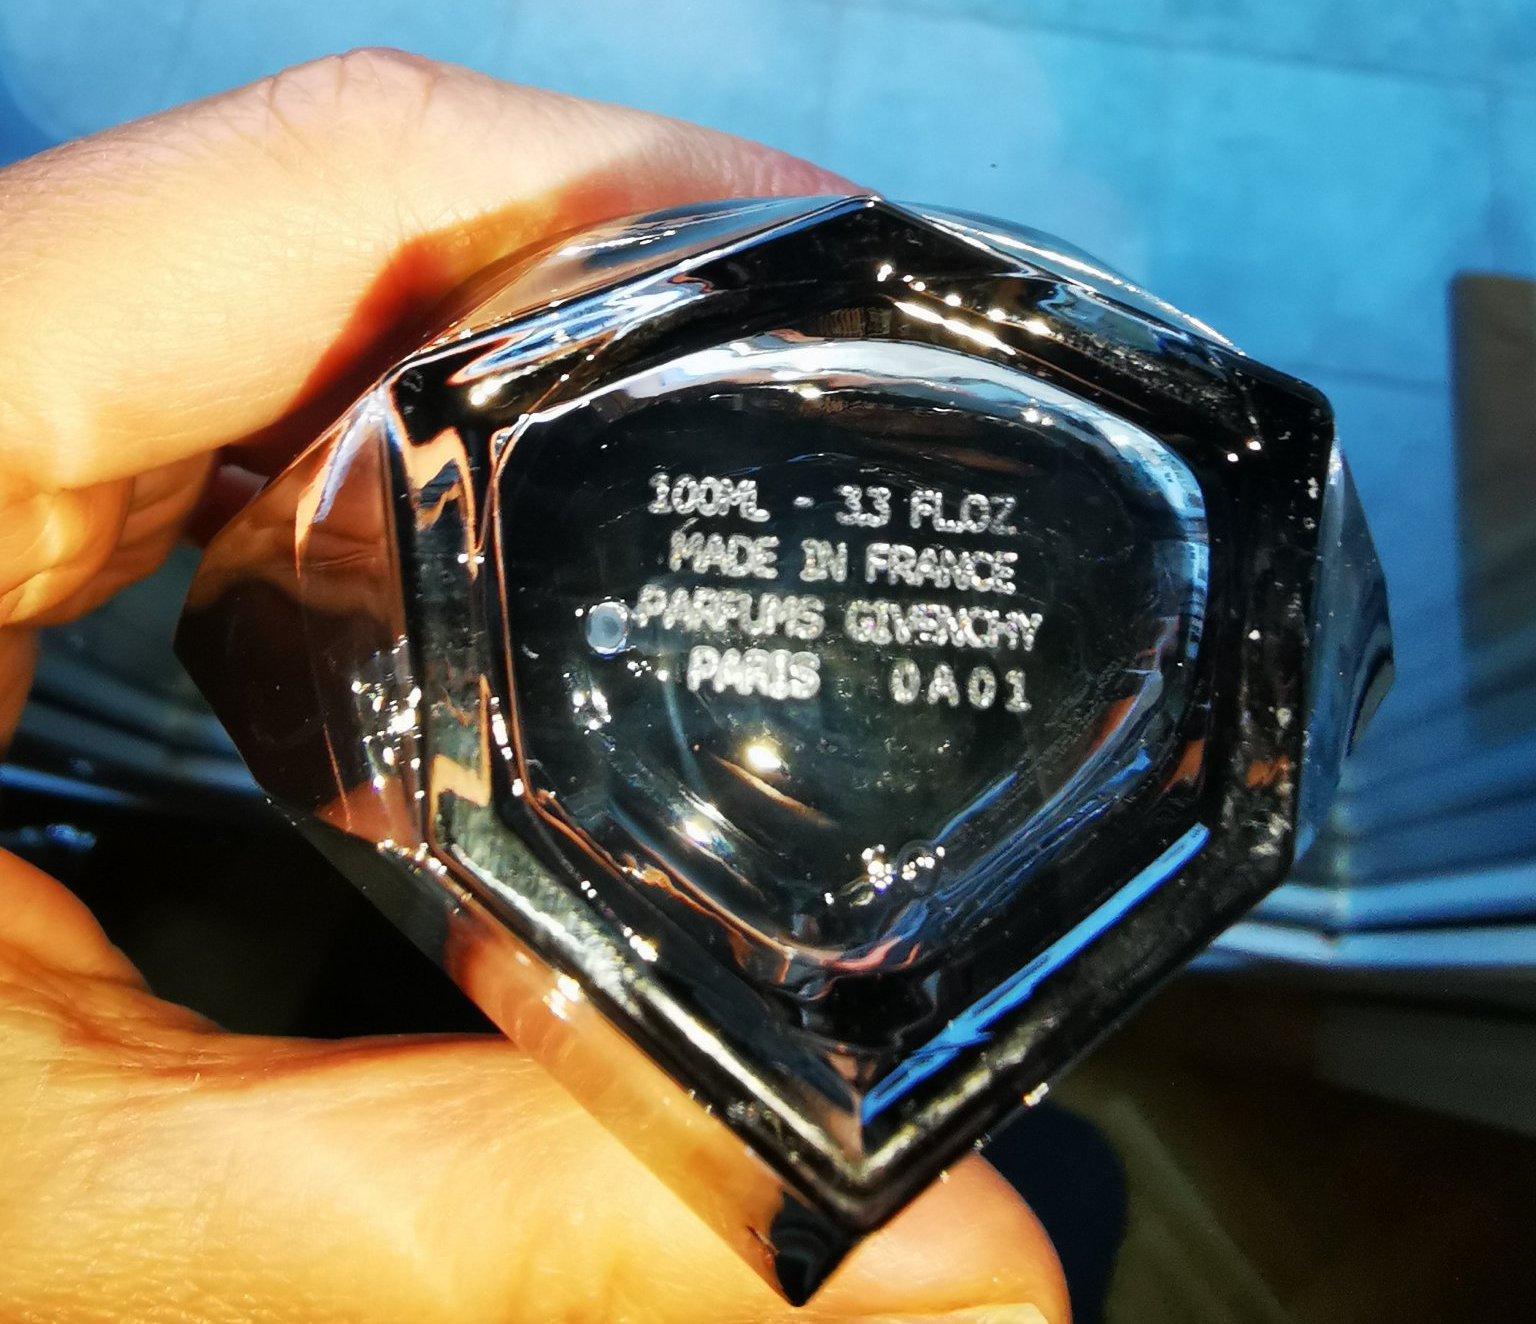 100ML - 3.3 FL.OZ
MADE IN FRANCE
PARFUMS GIVENCHY
PARIS 0A01